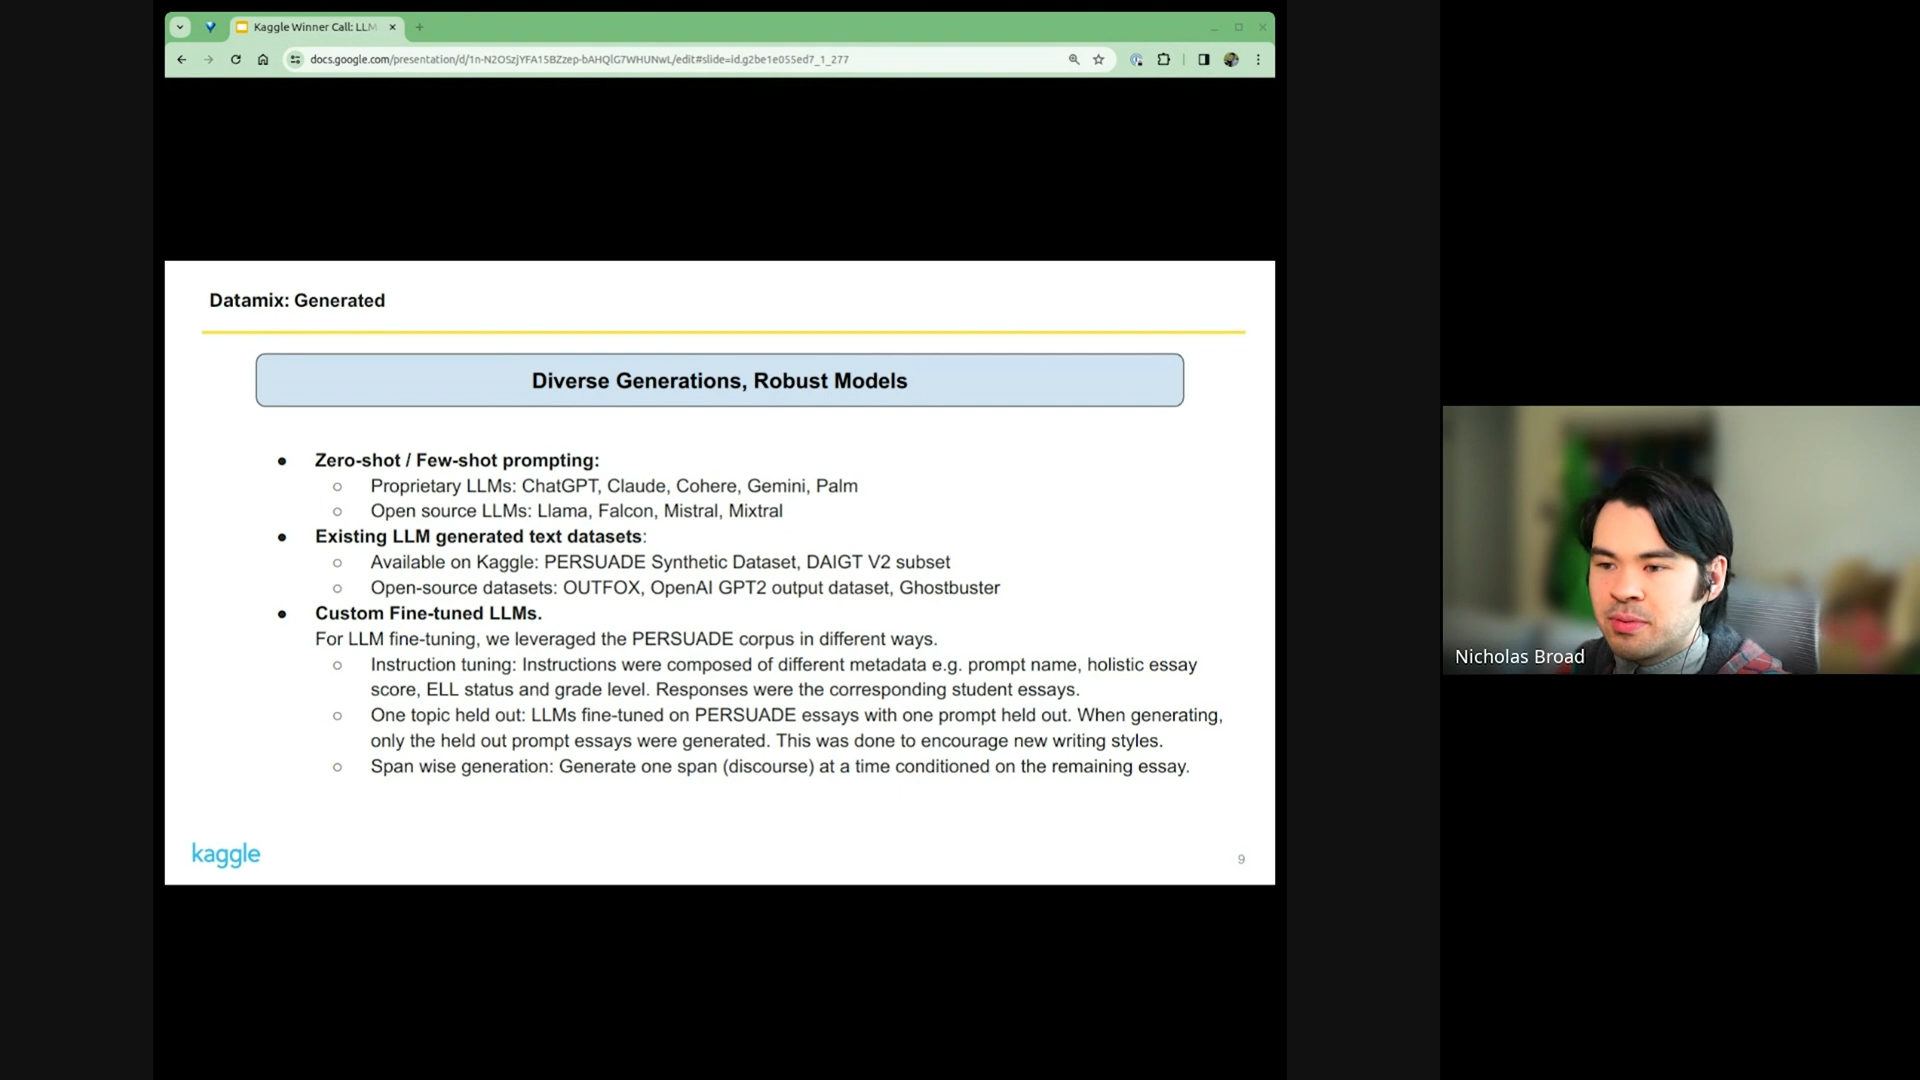 Kaggle Winner Call: LLM
docs.google.com/presentation/d/1n-N2OSzjYFA15BZzep-bAHQlG7WHUNwL/edit#slide=id.g2be1e055ed7_1_277
Datamix: Generated
Diverse Generations, Robust Models
● Zero-shot / Few-shot prompting:
○ Proprietary LLMs: ChatGPT, Claude, Cohere, Gemini, Palm
○ Open source LLMs: Llama, Falcon, Mistral, Mixtral
● Existing LLM generated text datasets:
○ Available on Kaggle: PERSUADE Synthetic Dataset, DAIGT V2 subset
○ Open-source datasets: OUTFOX, OpenAI GPT2 output dataset, Ghostbuster
● Custom Fine-tuned LLMs.
For LLM fine-tuning, we leveraged the PERSUADE corpus in different ways.
○ Instruction tuning: Instructions were composed of different metadata e.g. prompt name, holistic essay
score, ELL status and grade level. Responses were the corresponding student essays.
○ One topic held out: LLMs fine-tuned on PERSUADE essays with one prompt held out. When generating,
only the held out prompt essays were generated. This was done to encourage new writing styles.
○ Span wise generation: Generate one span (discourse) at a time conditioned on the remaining essay.
kaggle
9
Nicholas Broad